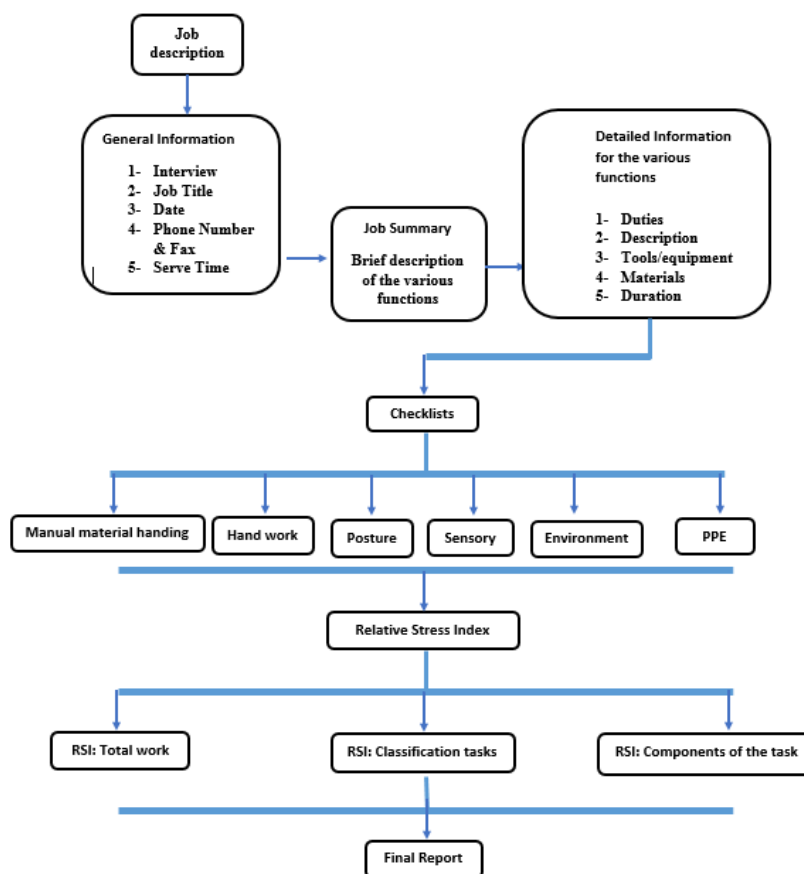 Job
description
General Information
1- Interview
2- Job Title
3- Date
4- Phone Number
& Fax
5- Serve Time
Job Summary
Brief description
of the various
functions
Detailed Information
for the various
functions
1- Duties
2- Description
3- Tools/equipment
4- Materials
5- Duration
Checklists
Manual material handing
Hand work
Posture
Sensory
Environment
PPE
Relative Stress Index
RSI: Total work
RSI: Classification tasks
RSI: Components of the task
Final Report